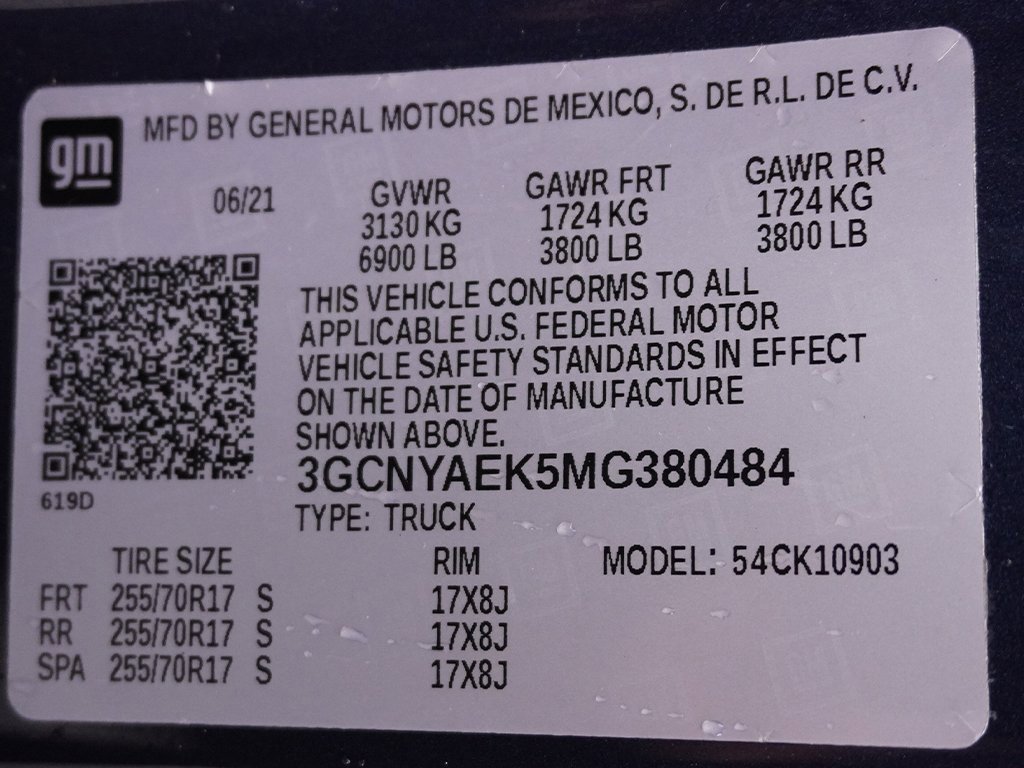 gm
MFD BY GENERAL MOTORS DE MEXICO, S. DE R.L. DE C.V.
06/21 GVWR GAWR FRT GAWR RR
3130 KG 1724 KG 1724 KG
6900 LB 3800 LB 3800 LB
THIS VEHICLE CONFORMS TO ALL
APPLICABLE U.S. FEDERAL MOTOR
VEHICLE SAFETY STANDARDS IN EFFECT
ON THE DATE OF MANUFACTURE
SHOWN ABOVE.
3GCNYAEK5MG380484
619D
TYPE: TRUCK
TIRE SIZE RIM MODEL: 54CK10903
FRT 255/70R17 S 17X8J
RR 255/70R17 S 17X8J
SPA 255/70R17 S 17X8J